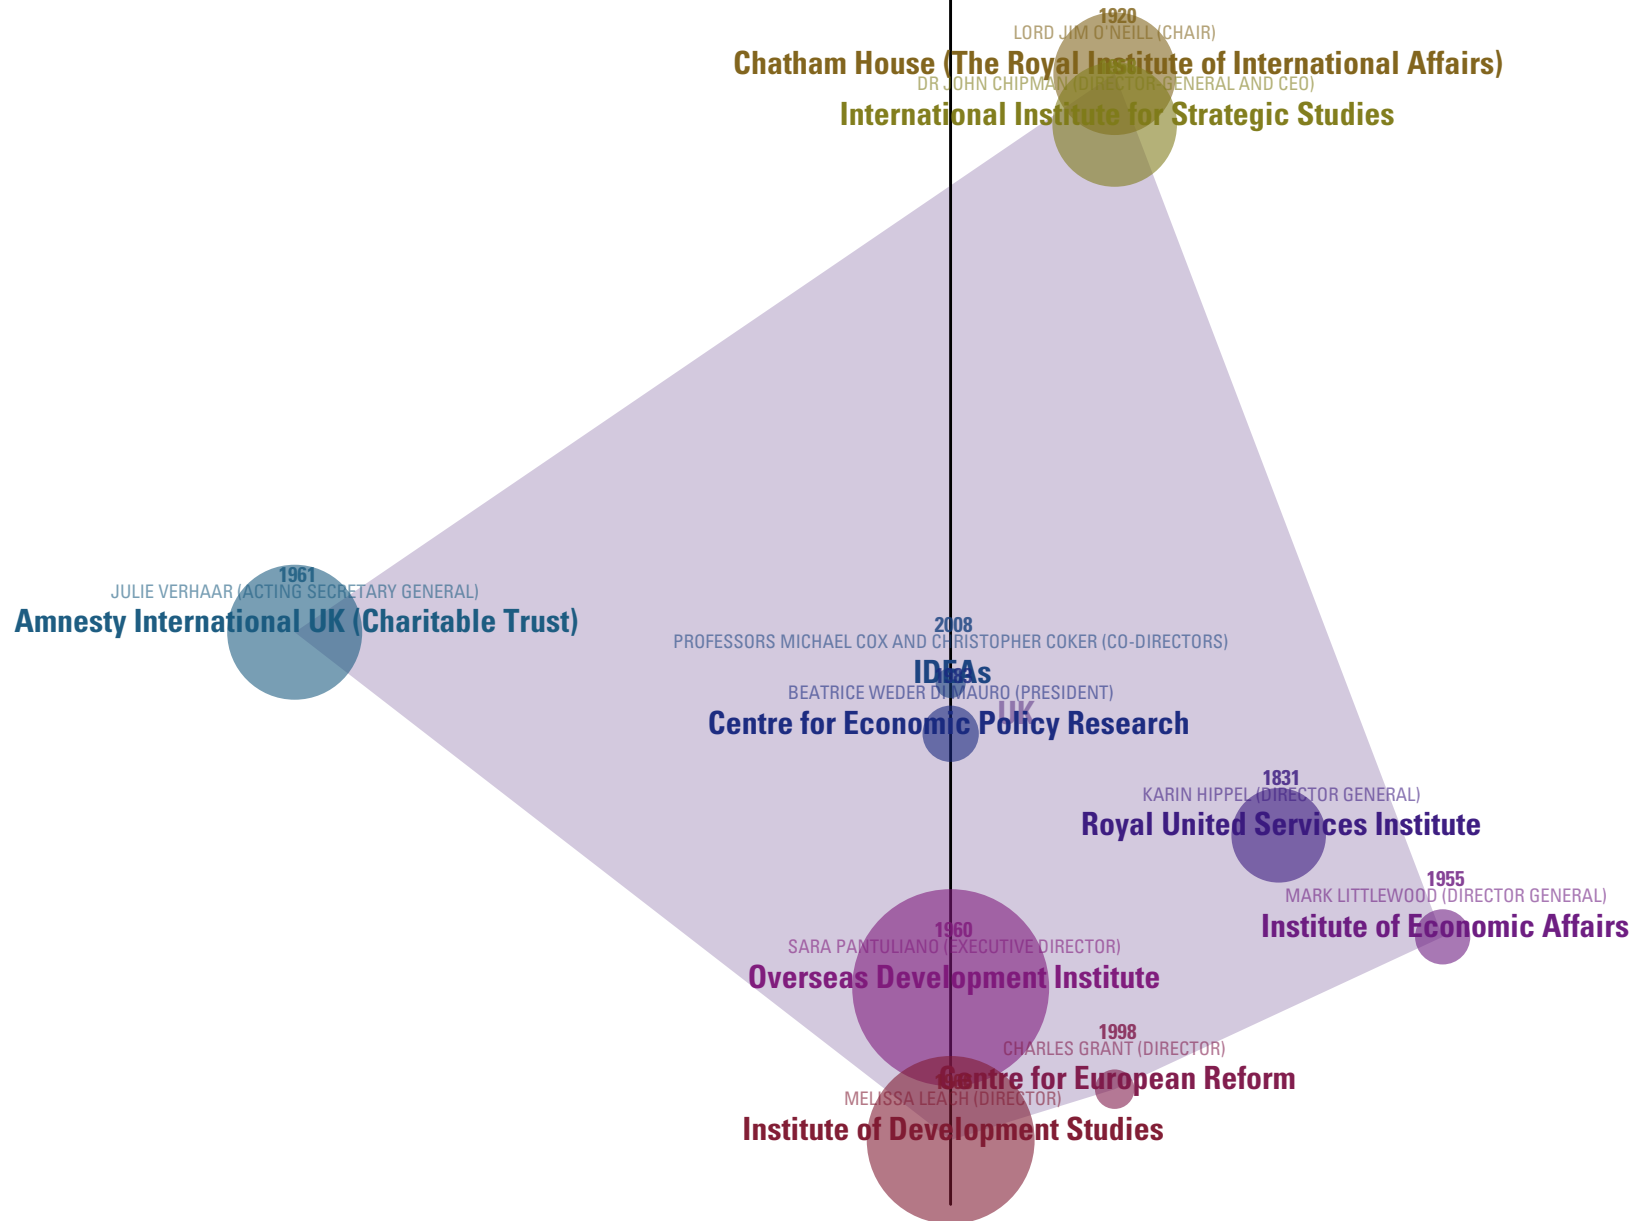 1920
LORD JIM O'NEILL (CHAIR)
Chatham House (The Royal Institute of International Affairs)
DR JOHN CHIPMAN (DIRECTOR-GENERAL AND CEO)
International Institute for Strategic Studies
1961
JULIE VERHAAR (ACTING SECRETARY GENERAL)
Amnesty International UK (Charitable Trust)
2008
PROFESSORS MICHAEL COX AND CHRISTOPHER COKER (CO-DIRECTORS)
IDEAs
BEATRICE WEDER DI MAURO (PRESIDENT)
UK
Centre for Economic Policy Research
1831
KARIN HIPPEL (DIRECTOR GENERAL)
Royal United Services Institute
1955
MARK LITTLEWOOD (DIRECTOR GENERAL)
Institute of Economic Affairs
1960
SARA PANTULIANO (EXECUTIVE DIRECTOR)
Overseas Development Institute
1998
CHARLES GRANT (DIRECTOR)
Centre for European Reform
MELISSA LEACH (DIRECTOR)
Institute of Development Studies